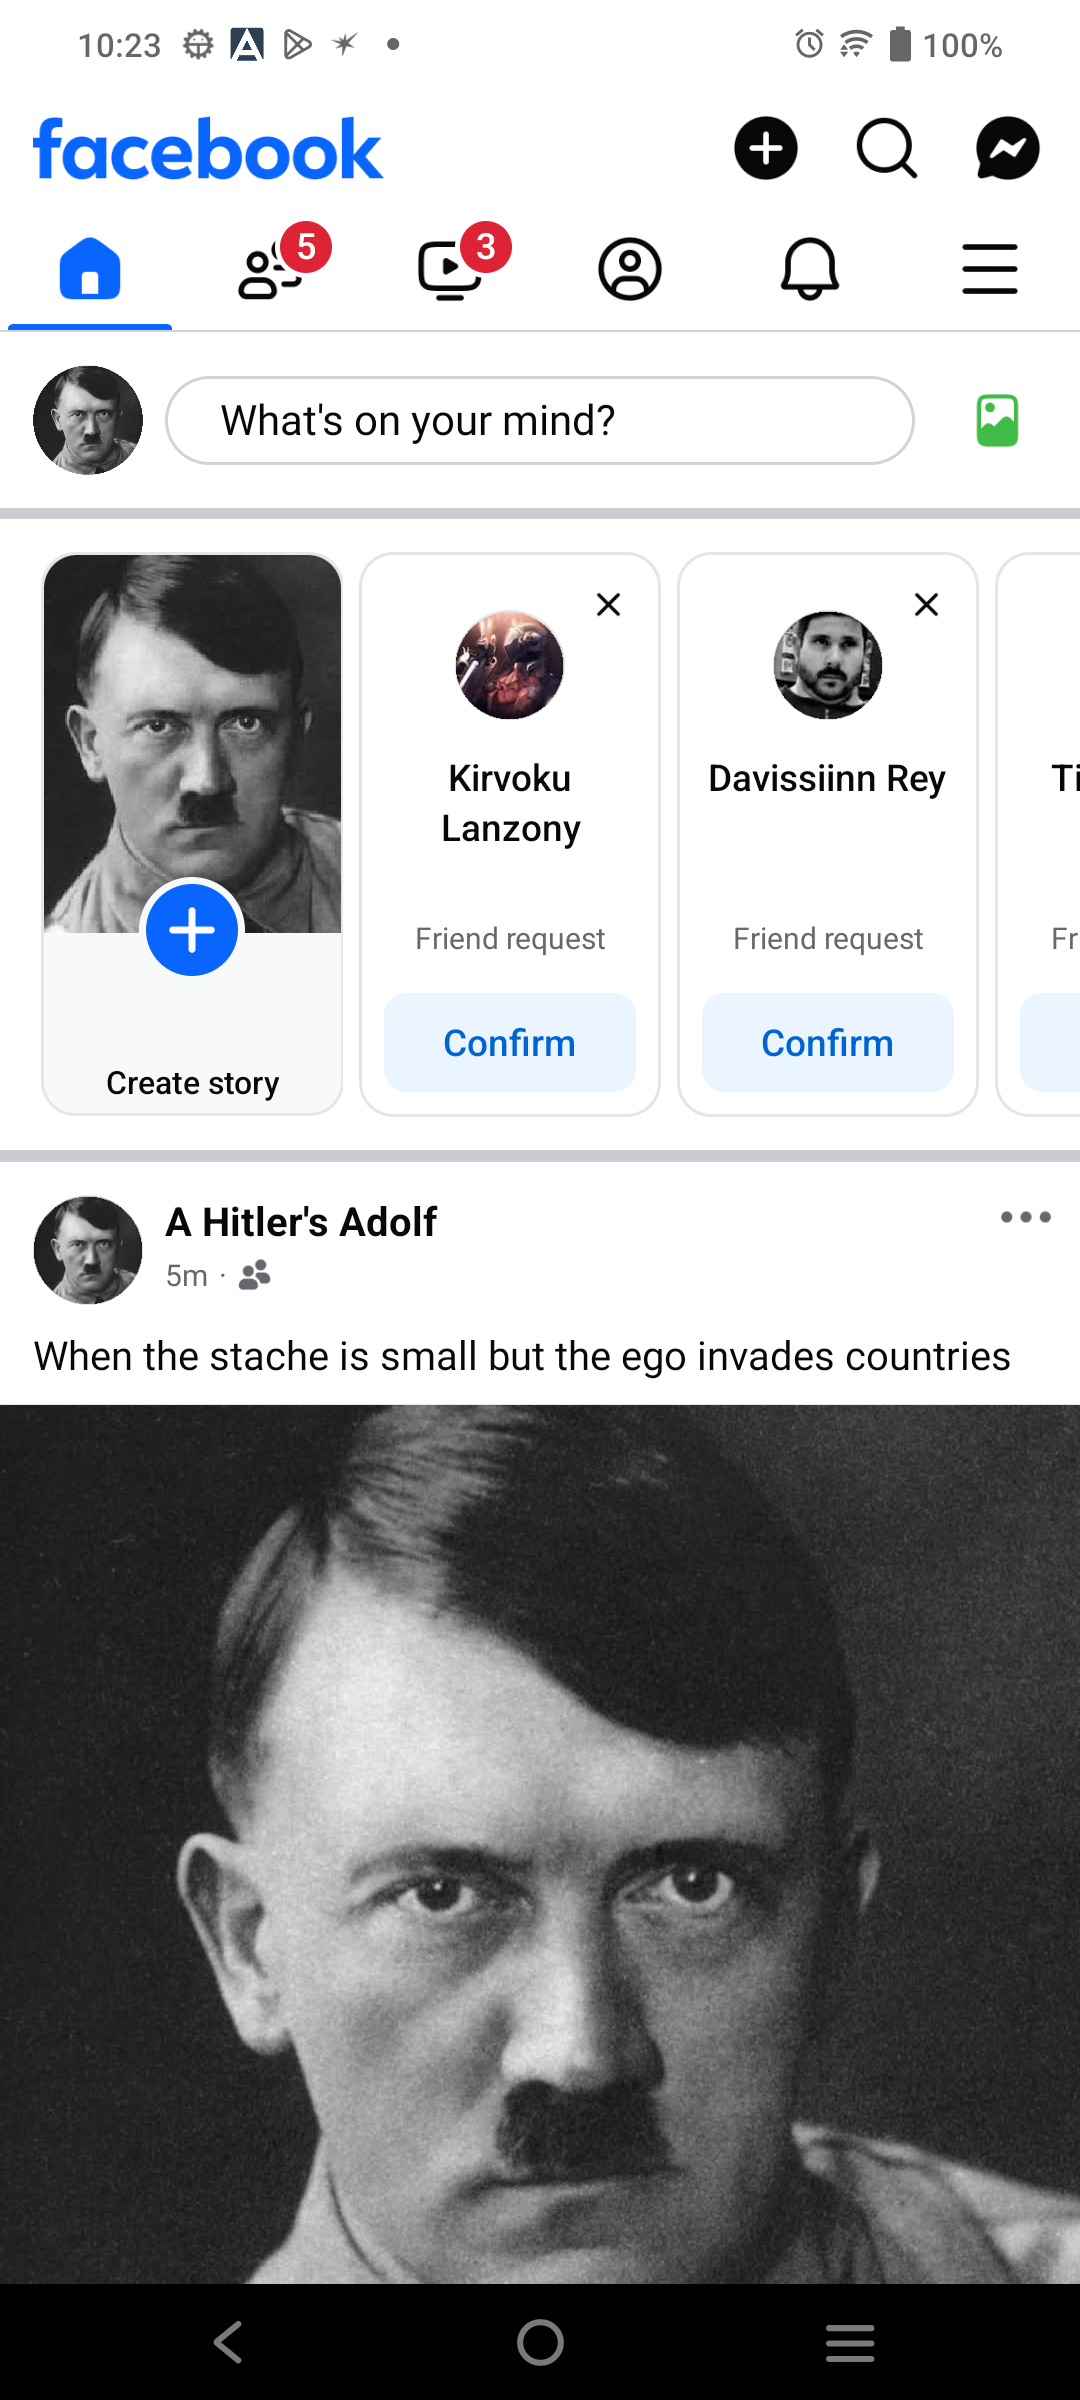 10:23
100%
facebook
5
3
What's on your mind?
Kirvoku
Lanzony
Davissiinn Rey
Ti
Friend request
Friend request
Fr
Confirm
Confirm
Create story
A Hitler's Adolf
5m ·
When the stache is small but the ego invades countries